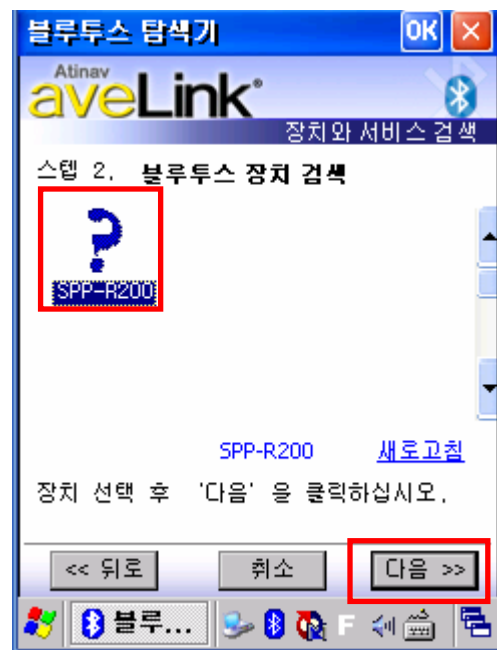 블루투스 탐색기 OK
Atinav
aveLink®
장치와 서비스 검색
스텝 2. 블루투스 장치 검색
SPP-R200
SPP-R200 새로고침
장치 선택 후 '다음' 을 클릭하십시오.
<< 뒤로 취소 다음 >>
블루... F